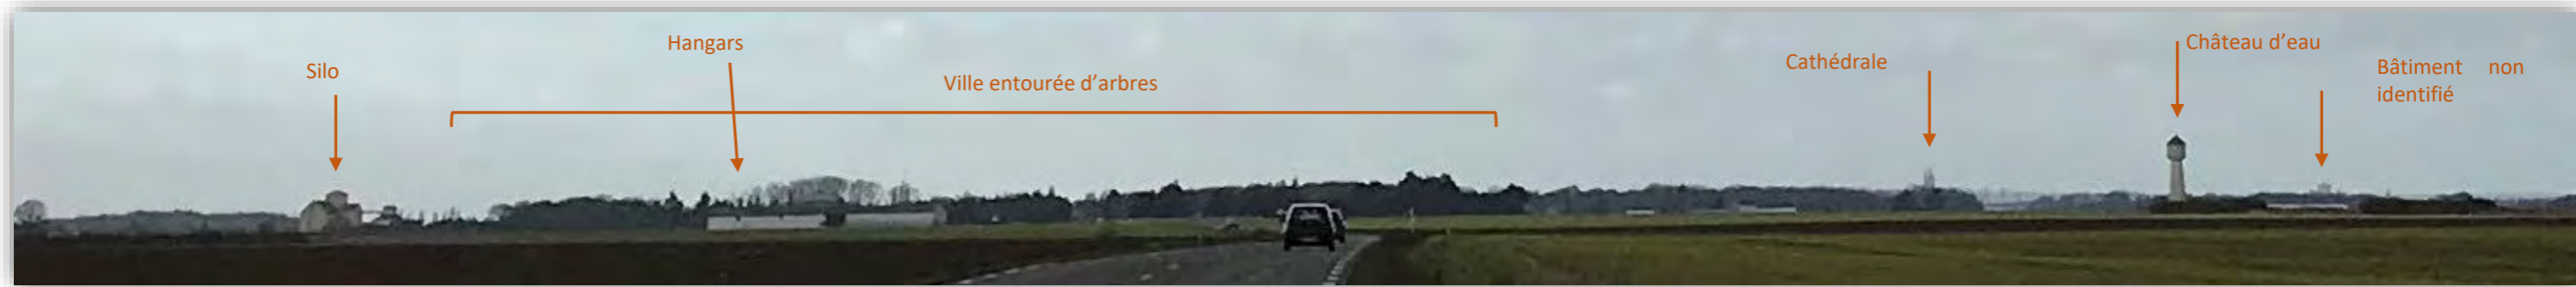 Silo
Hangars
Ville entourée d'arbres
Cathédrale
Château d'eau
Bâtiment non
identifié